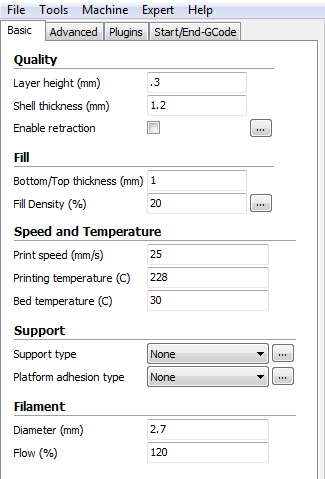 File Tools Machine Expert Help
Basic Advanced Plugins Start/End-GCode
Quality
Layer height (mm) .3
Shell thickness (mm) 1.2
Enable retraction ...
Fill
Bottom/Top thickness (mm) 1
Fill Density (%) 20 ...
Speed and Temperature
Print speed (mm/s) 25
Printing temperature (C) 228
Bed temperature (C) 30
Support
Support type None ...
Platform adhesion type None ...
Filament
Diameter (mm) 2.7
Flow (%) 120